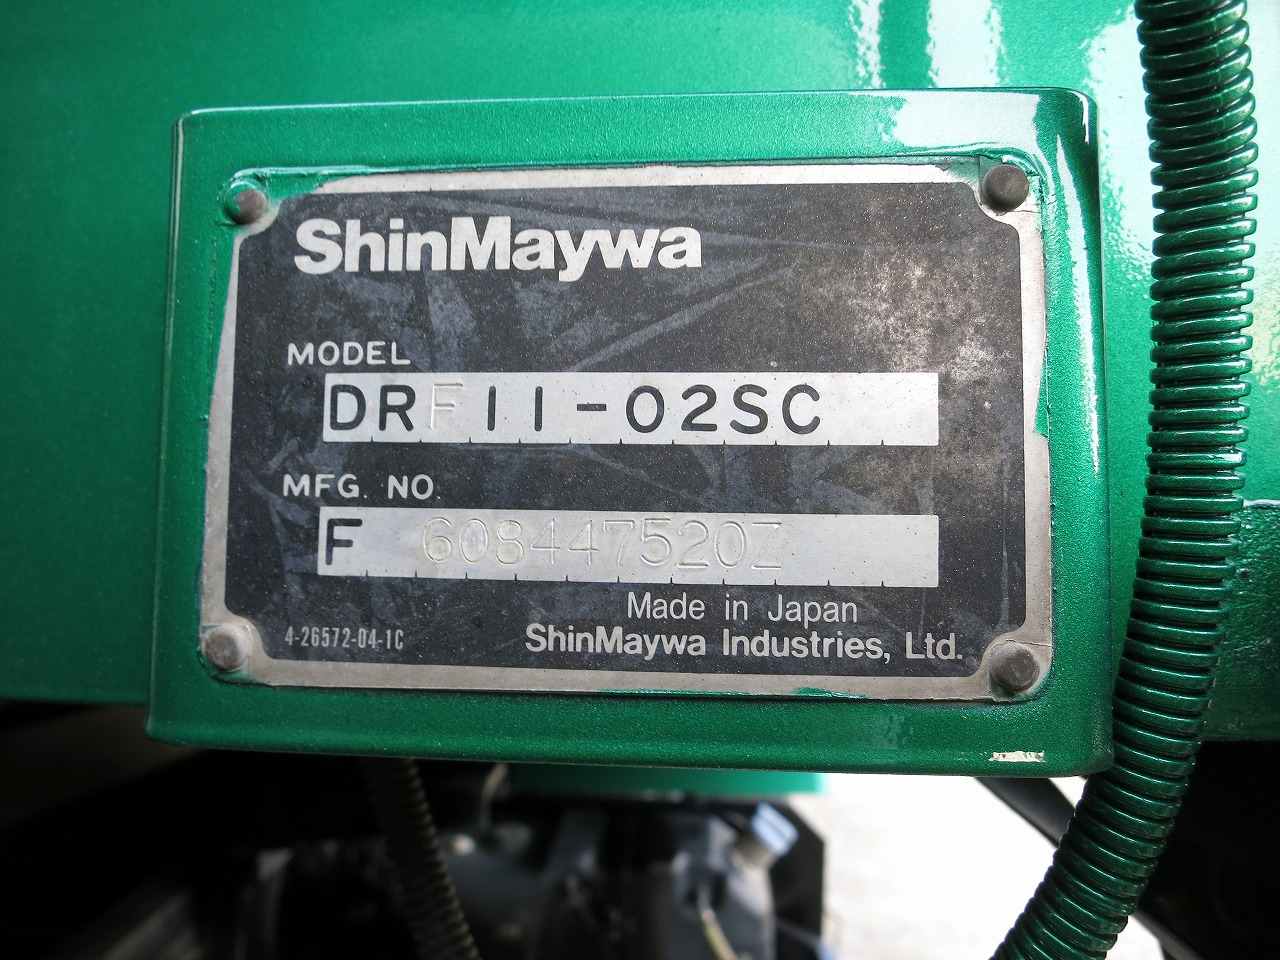 ShinMaywa
MODEL
DRF11-02SC
MFG. NO.
F 608447520Z
Made in Japan
4-26572-04-1C
ShinMaywa Industries, Ltd.